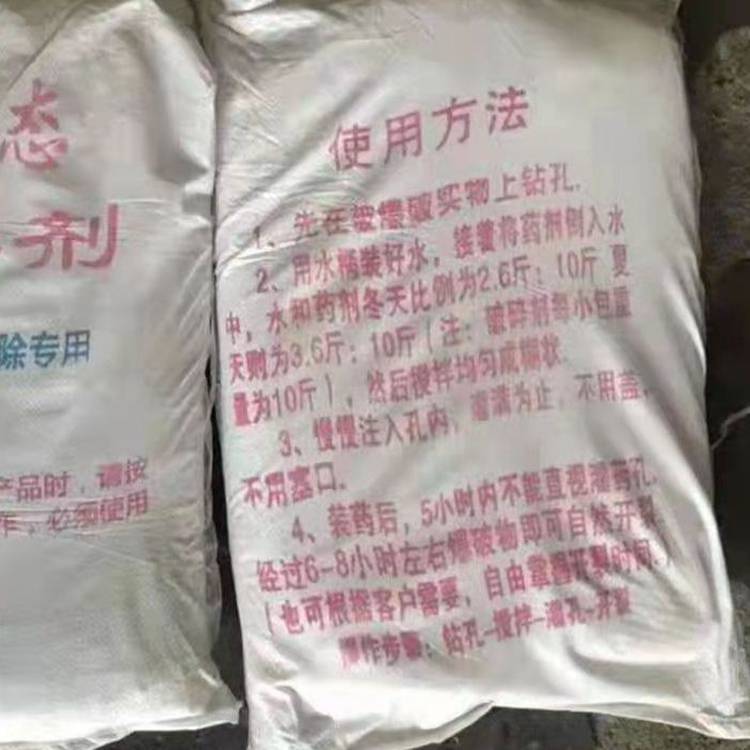 态
剂
除专用
产品时，请按
作，必须使用
使用方法
1、先在被爆破实物上钻孔.
2、用水桶装好水，接着将药剂倒入水
中，水和药剂冬天比例为2.6斤：10斤 夏
天则为3.6斤：10斤（注：破碎剂每小包重
量为10斤），然后搅拌均匀成糊状.
3、慢慢注入孔内，灌满为止，不用盖，
不用塞口.
4、装药后，5小时内不能直视灌药孔.
经过6-8小时左右爆破物即可自然开裂.
（也可根据客户需要，自由掌握开裂时间.）
操作步骤：钻孔-搅拌-灌孔-开裂